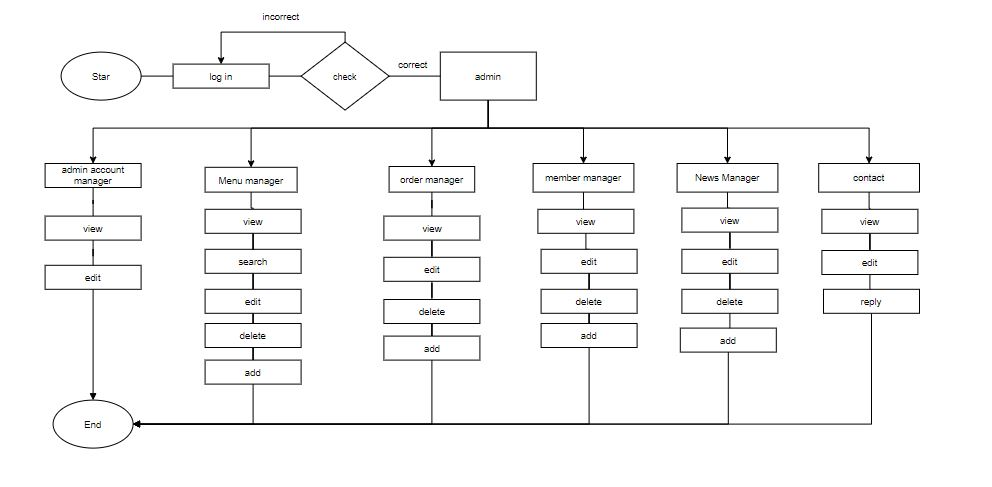 incorrect
Star
log in
check
correct
admin
admin account
manager
Menu manager
order manager
member manager
News Manager
contact
view
view
view
view
view
view
edit
search
edit
edit
edit
edit
edit
delete
delete
delete
reply
delete
add
add
add
add
End